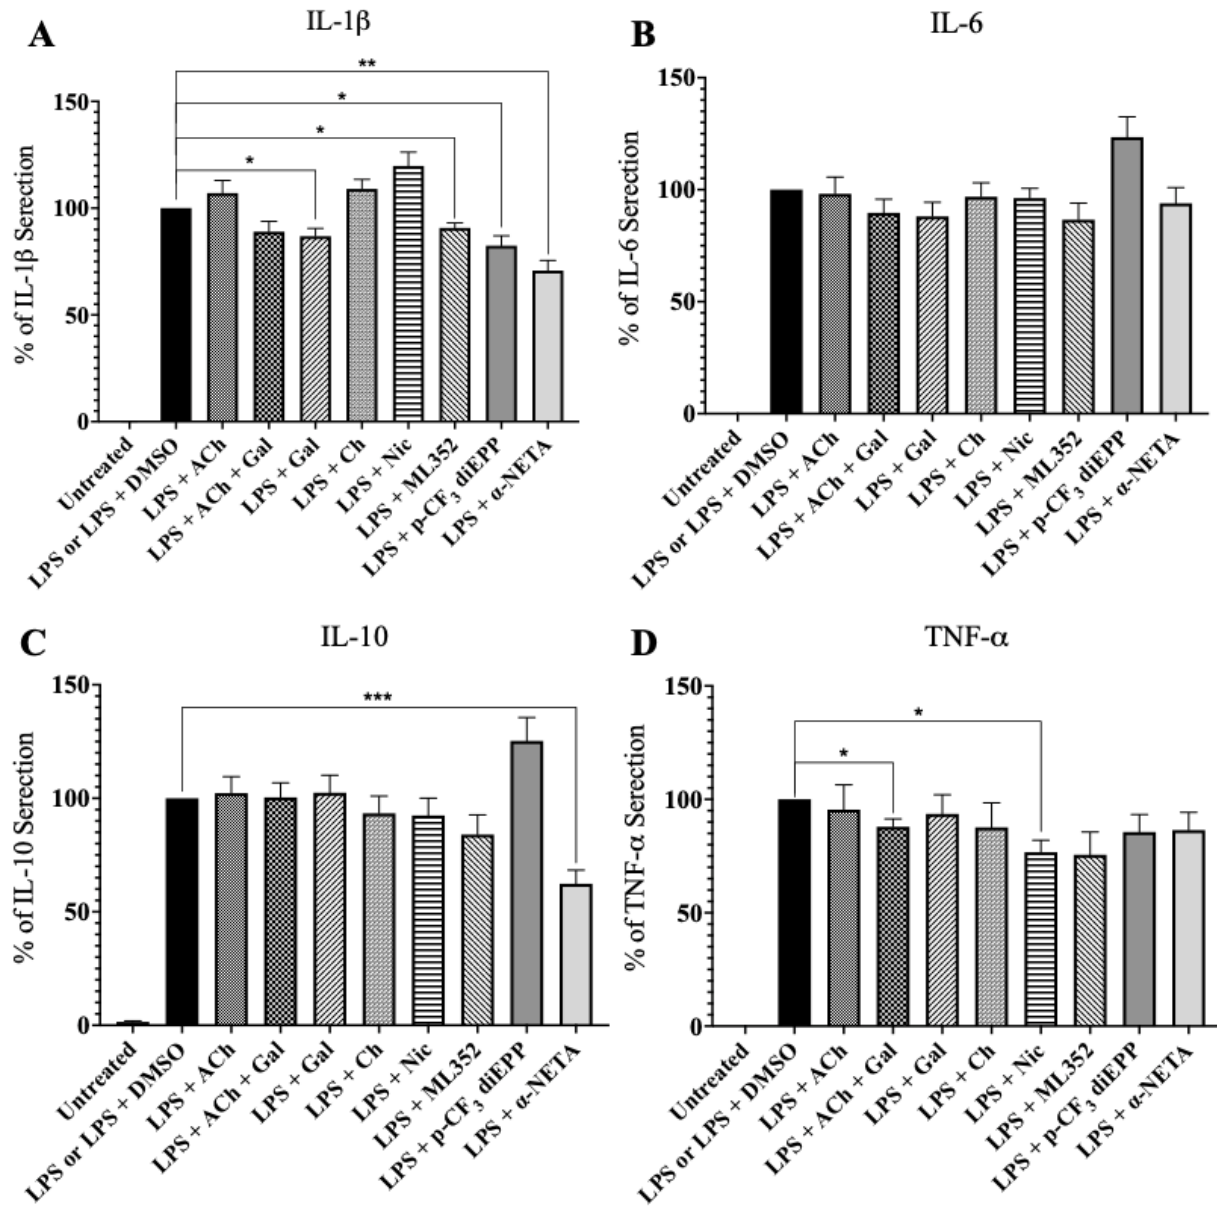 A
IL-1β
**
*
*
*
% of IL-1β Serection
150
100
50
0
Untreated
LPS or LPS + DMSO
LPS + ACh
LPS + ACh + Gal
LPS + Gal
LPS + Ch
LPS + Nic
LPS + ML352
LPS + p-CF₃ diEPP
LPS + α-NETA
B
IL-6
% of IL-6 Serection
150
100
50
0
Untreated
LPS or LPS + DMSO
LPS + ACh
LPS + ACh + Gal
LPS + Gal
LPS + Ch
LPS + Nic
LPS + ML352
LPS + p-CF₃ diEPP
LPS + α-NETA
C
IL-10
***
% of IL-10 Serection
150
100
50
0
Untreated
LPS or LPS + DMSO
LPS + ACh
LPS + ACh + Gal
LPS + Gal
LPS + Ch
LPS + Nic
LPS + ML352
LPS + p-CF₃ diEPP
LPS + α-NETA
D
TNF-α
*
*
% of TNF-α Serection
150
100
50
0
Untreated
LPS or LPS + DMSO
LPS + ACh
LPS + ACh + Gal
LPS + Gal
LPS + Ch
LPS + Nic
LPS + ML352
LPS + p-CF₃ diEPP
LPS + α-NETA